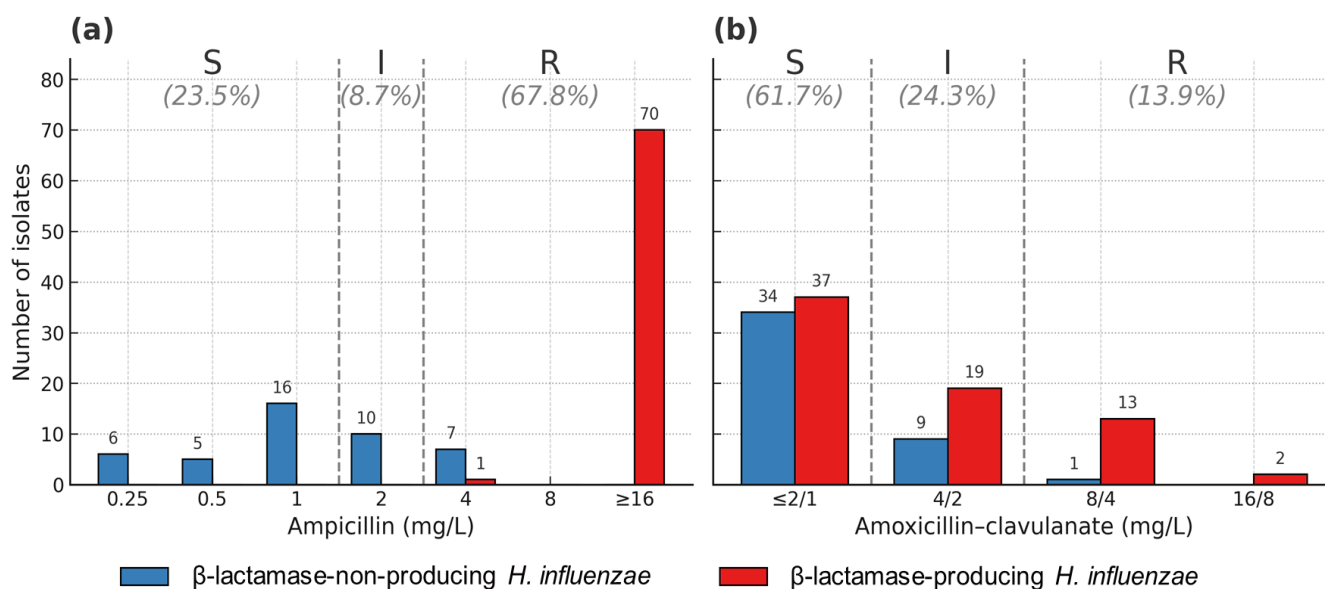 (a)
S I R
(23.5%) (8.7%) (67.8%)
Number of isolates
80
70
60
50
40
30
20
10
0
6 5 16 10 7 1 70
0.25 0.5 1 2 4 8 ≥16
Ampicillin (mg/L)
(b)
S I R
(61.7%) (24.3%) (13.9%)
34 37 9 19 1 13 2
≤2/1 4/2 8/4 16/8
Amoxicillin–clavulanate (mg/L)
β-lactamase-non-producing H. influenzae
β-lactamase-producing H. influenzae